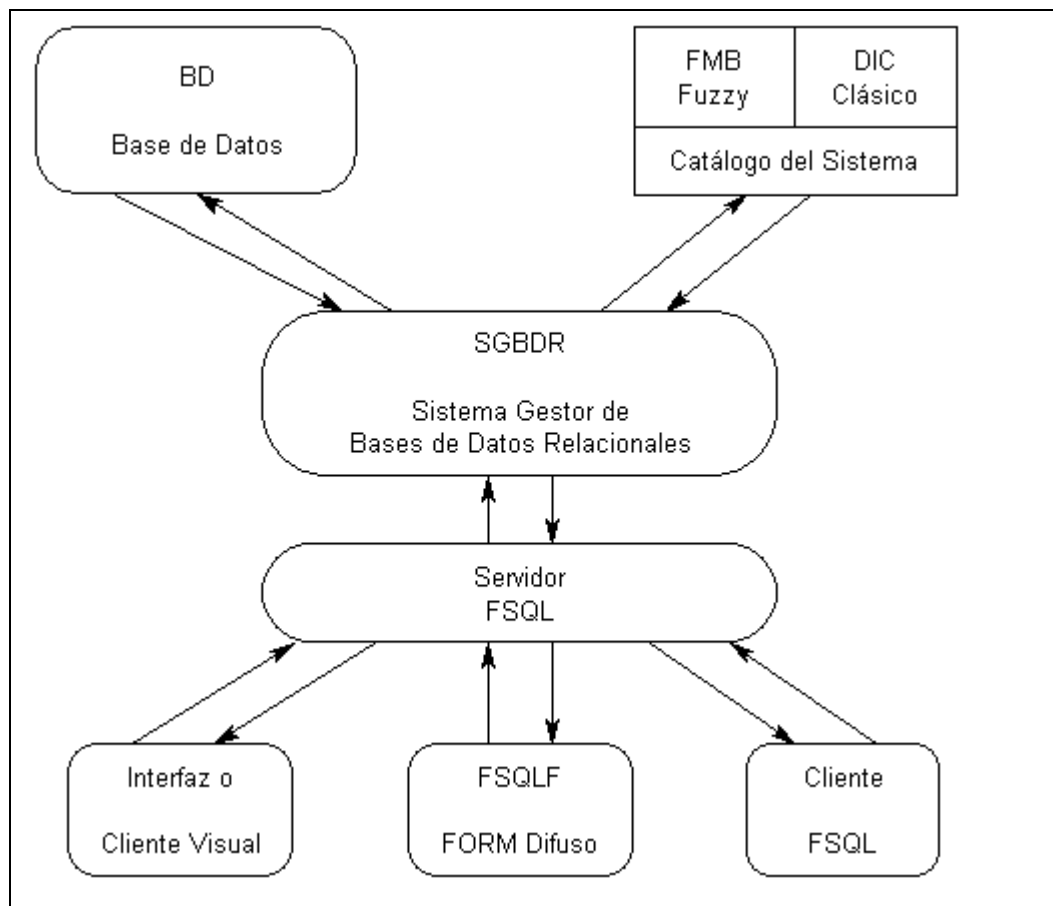 BD
Base de Datos
FMB
Fuzzy
DIC
Clásico
Catálogo del Sistema
SGBDR
Sistema Gestor de
Bases de Datos Relacionales
Servidor
FSQL
Interfaz o
Cliente Visual
FSQLF
FORM Difuso
Cliente
FSQL